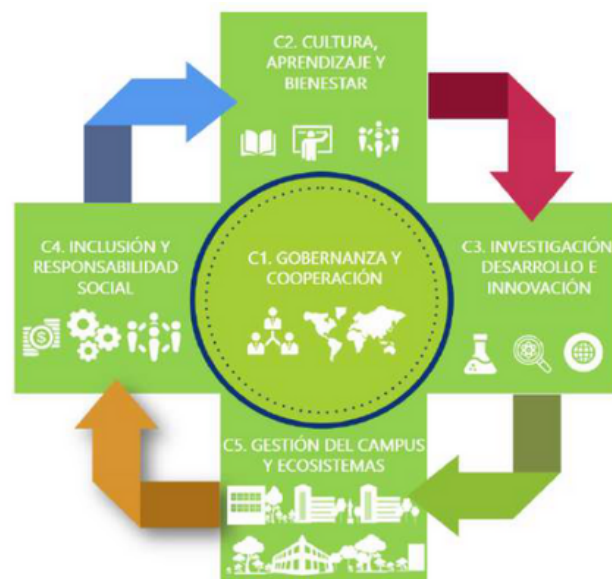 C2. CULTURA,
APRENDIZAJE Y
BIENESTAR
C4. INCLUSIÓN Y
RESPONSABILIDAD
SOCIAL
C1. GOBERNANZA Y
COOPERACIÓN
C3. INVESTIGACIÓN
DESARROLLO E
INNOVACIÓN
C5. GESTIÓN DEL CAMPUS
Y ECOSISTEMAS